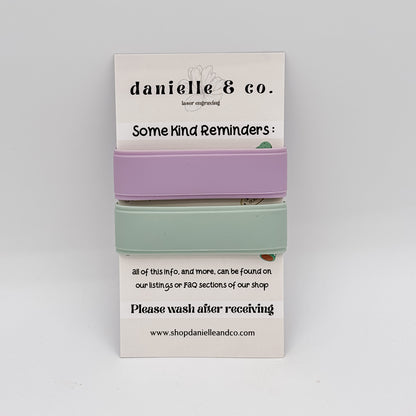 danielle & co.
laser engraving
Some Kind Reminders:
all of this info, and more, can be found on
our listings or FAQ sections of our shop
Please wash after receiving
www.shopdanielleandco.com